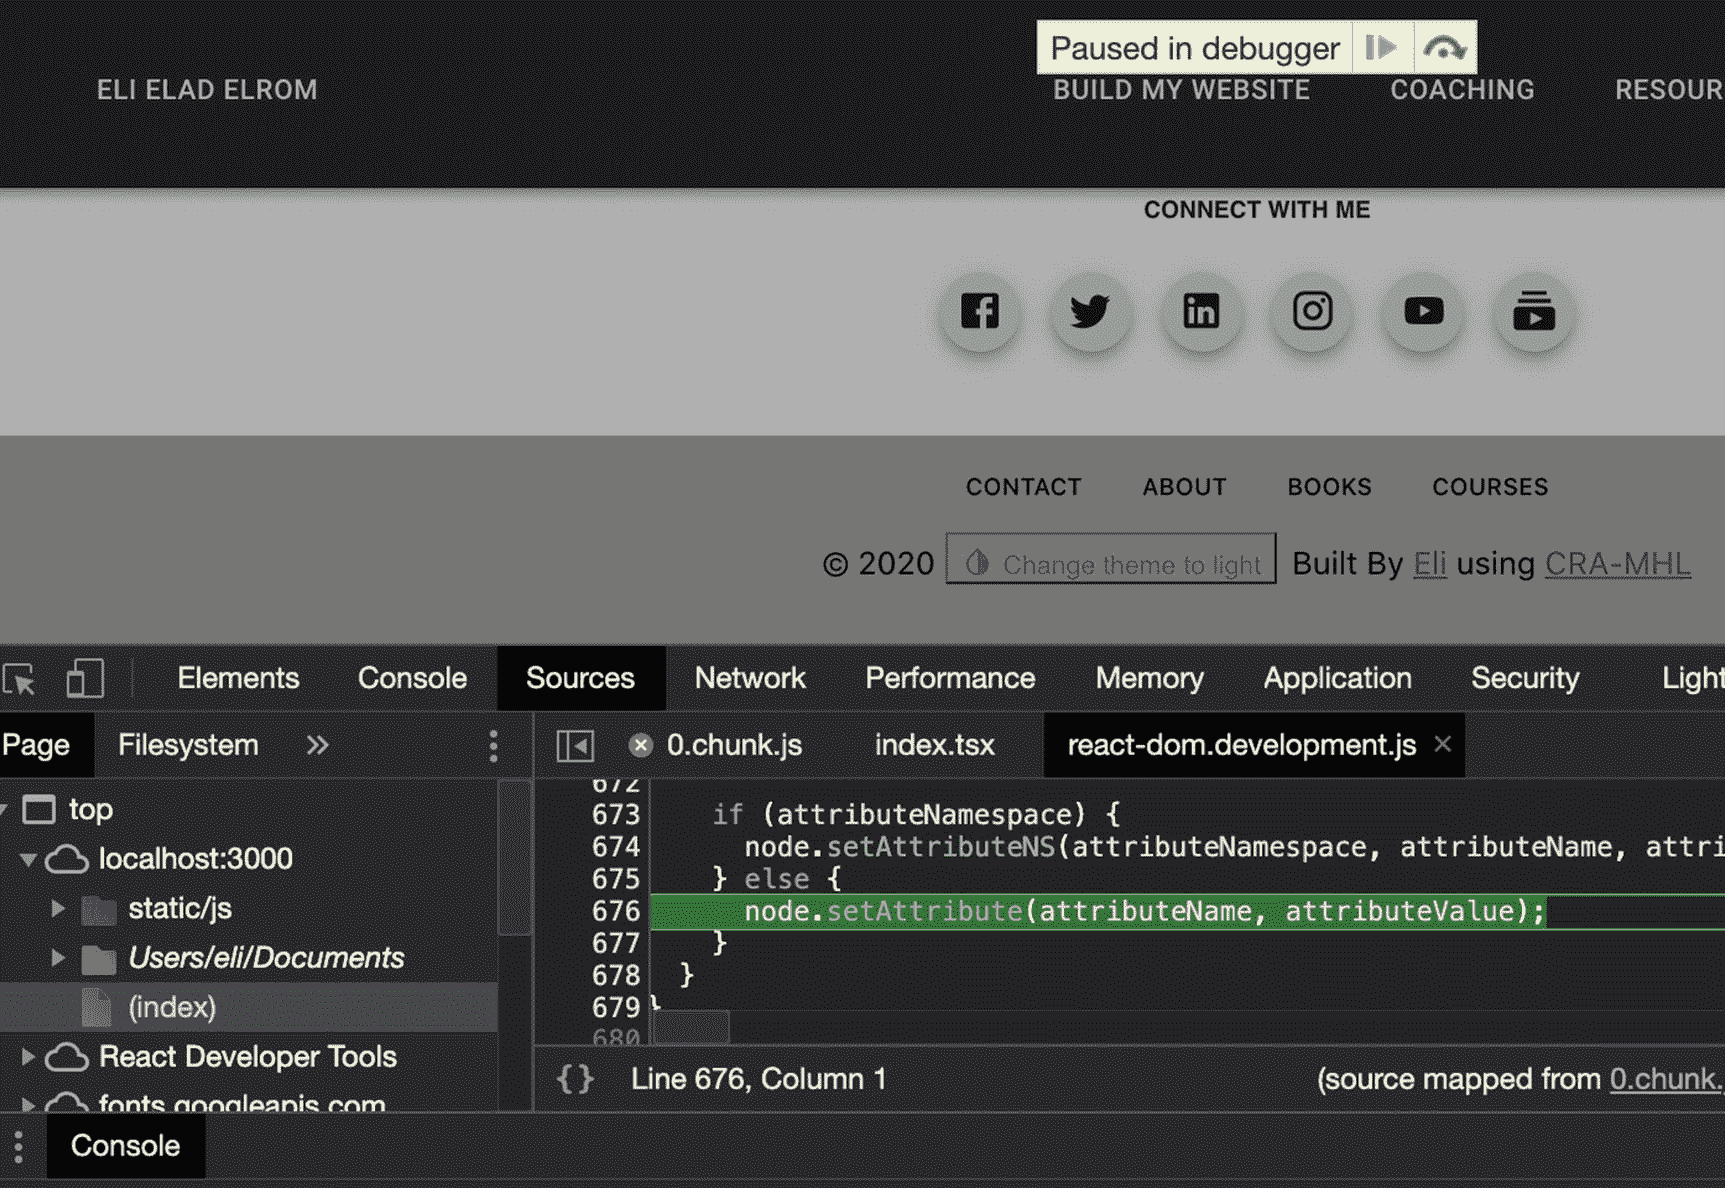 Paused in debugger
ELI ELAD ELROM BUILD MY WEBSITE COACHING RESOUR
CONNECT WITH ME
CONTACT ABOUT BOOKS COURSES
© 2020 Change theme to light Built By Eli using CRA-MHL
Elements Console Sources Network Performance Memory Application Security Light
Page Filesystem » 0.chunk.js index.tsx react-dom.development.js ×
top
localhost:3000
static/js
Users/eli/Documents
(index)
React Developer Tools
fonts.googleapis.com
672
673 if (attributeNamespace) {
674 node.setAttributeNS(attributeNamespace, attributeName, attri
675 } else {
676 node.setAttribute(attributeName, attributeValue);
677 }
678 }
679 }
680
{} Line 676, Column 1 (source mapped from 0.chunk.
Console